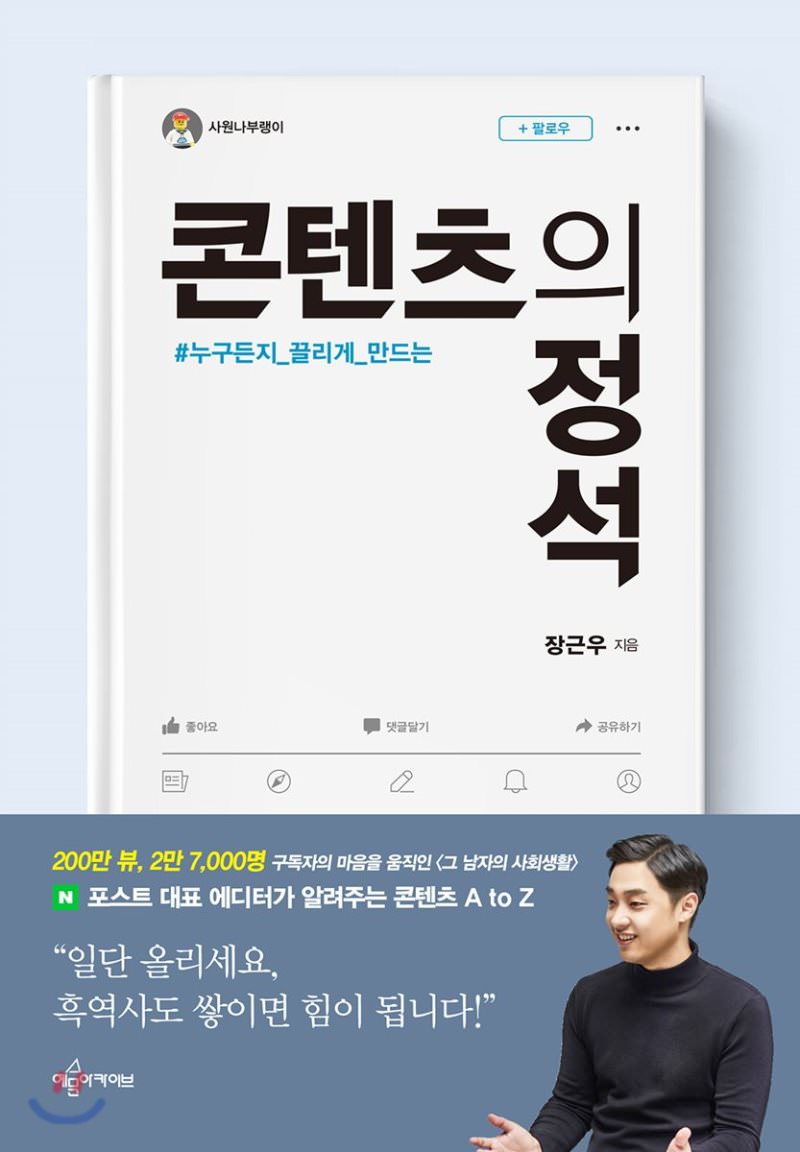 사원나부랭이
+ 팔로우
콘텐츠의
정석
#누구든지_끌리게_만드는
장근우 지음
좋아요 댓글달기 공유하기
200만 뷰, 2만 7,000명 구독자의 마음을 움직인 〈그 남자의 사회생활〉
N 포스트 대표 에디터가 알려주는 콘텐츠 A to Z
“일단 올리세요,
흑역사도 쌓이면 힘이 됩니다!”
예문아카이브